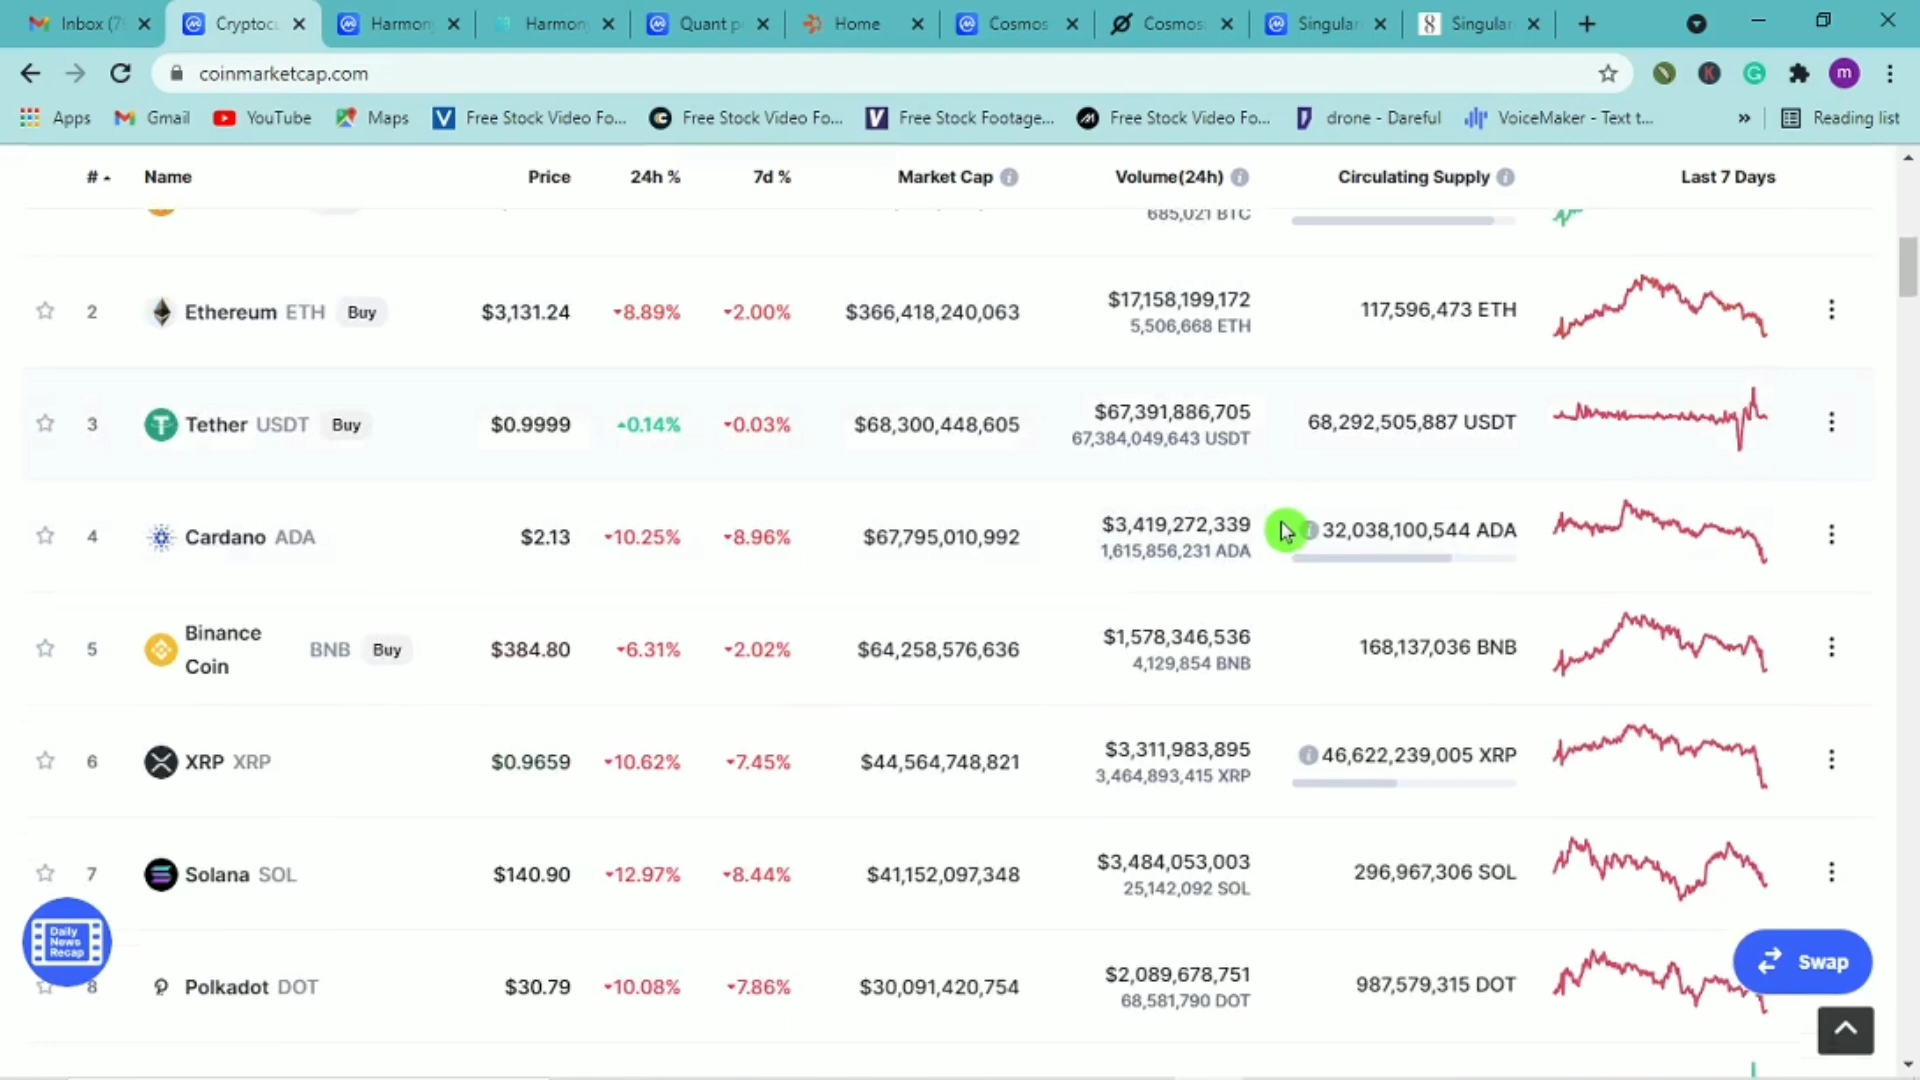 Inbox (7
Cryptocu
Harmony
Harmony
Quant p
Home
Cosmos
Cosmos:
Singular
Singular
coinmarketcap.com
m
Apps
Gmail
YouTube
Maps
Free Stock Video Fo...
Free Stock Video Fo...
Free Stock Footage...
Free Stock Video Fo...
drone - Dareful
VoiceMaker - Text t...
»
Reading list
#
Name
Price
24h %
7d %
Market Cap
Volume(24h)
Circulating Supply
Last 7 Days
685,021 BTC
2
Ethereum ETH
Buy
$3,131.24
8.89%
2.00%
$366,418,240,063
$17,158,199,172
5,506,668 ETH
117,596,473 ETH
3
Tether USDT
Buy
$0.9999
0.14%
0.03%
$68,300,448,605
$67,391,886,705
67,384,049,643 USDT
68,292,505,887 USDT
4
Cardano ADA
$2.13
10.25%
8.96%
$67,795,010,992
$3,419,272,339
1,615,856,231 ADA
32,038,100,544 ADA
5
Binance
Coin
BNB
Buy
$384.80
6.31%
2.02%
$64,258,576,636
$1,578,346,536
4,129,854 BNB
168,137,036 BNB
6
XRP XRP
$0.9659
10.62%
7.45%
$44,564,748,821
$3,311,983,895
3,464,893,415 XRP
46,622,239,005 XRP
7
Solana SOL
$140.90
12.97%
8.44%
$41,152,097,348
$3,484,053,003
25,142,092 SOL
296,967,306 SOL
Daily
News
Recap
8
Polkadot DOT
$30.79
10.08%
7.86%
$30,091,420,754
$2,089,678,751
68,581,790 DOT
987,579,315 DOT
Swap